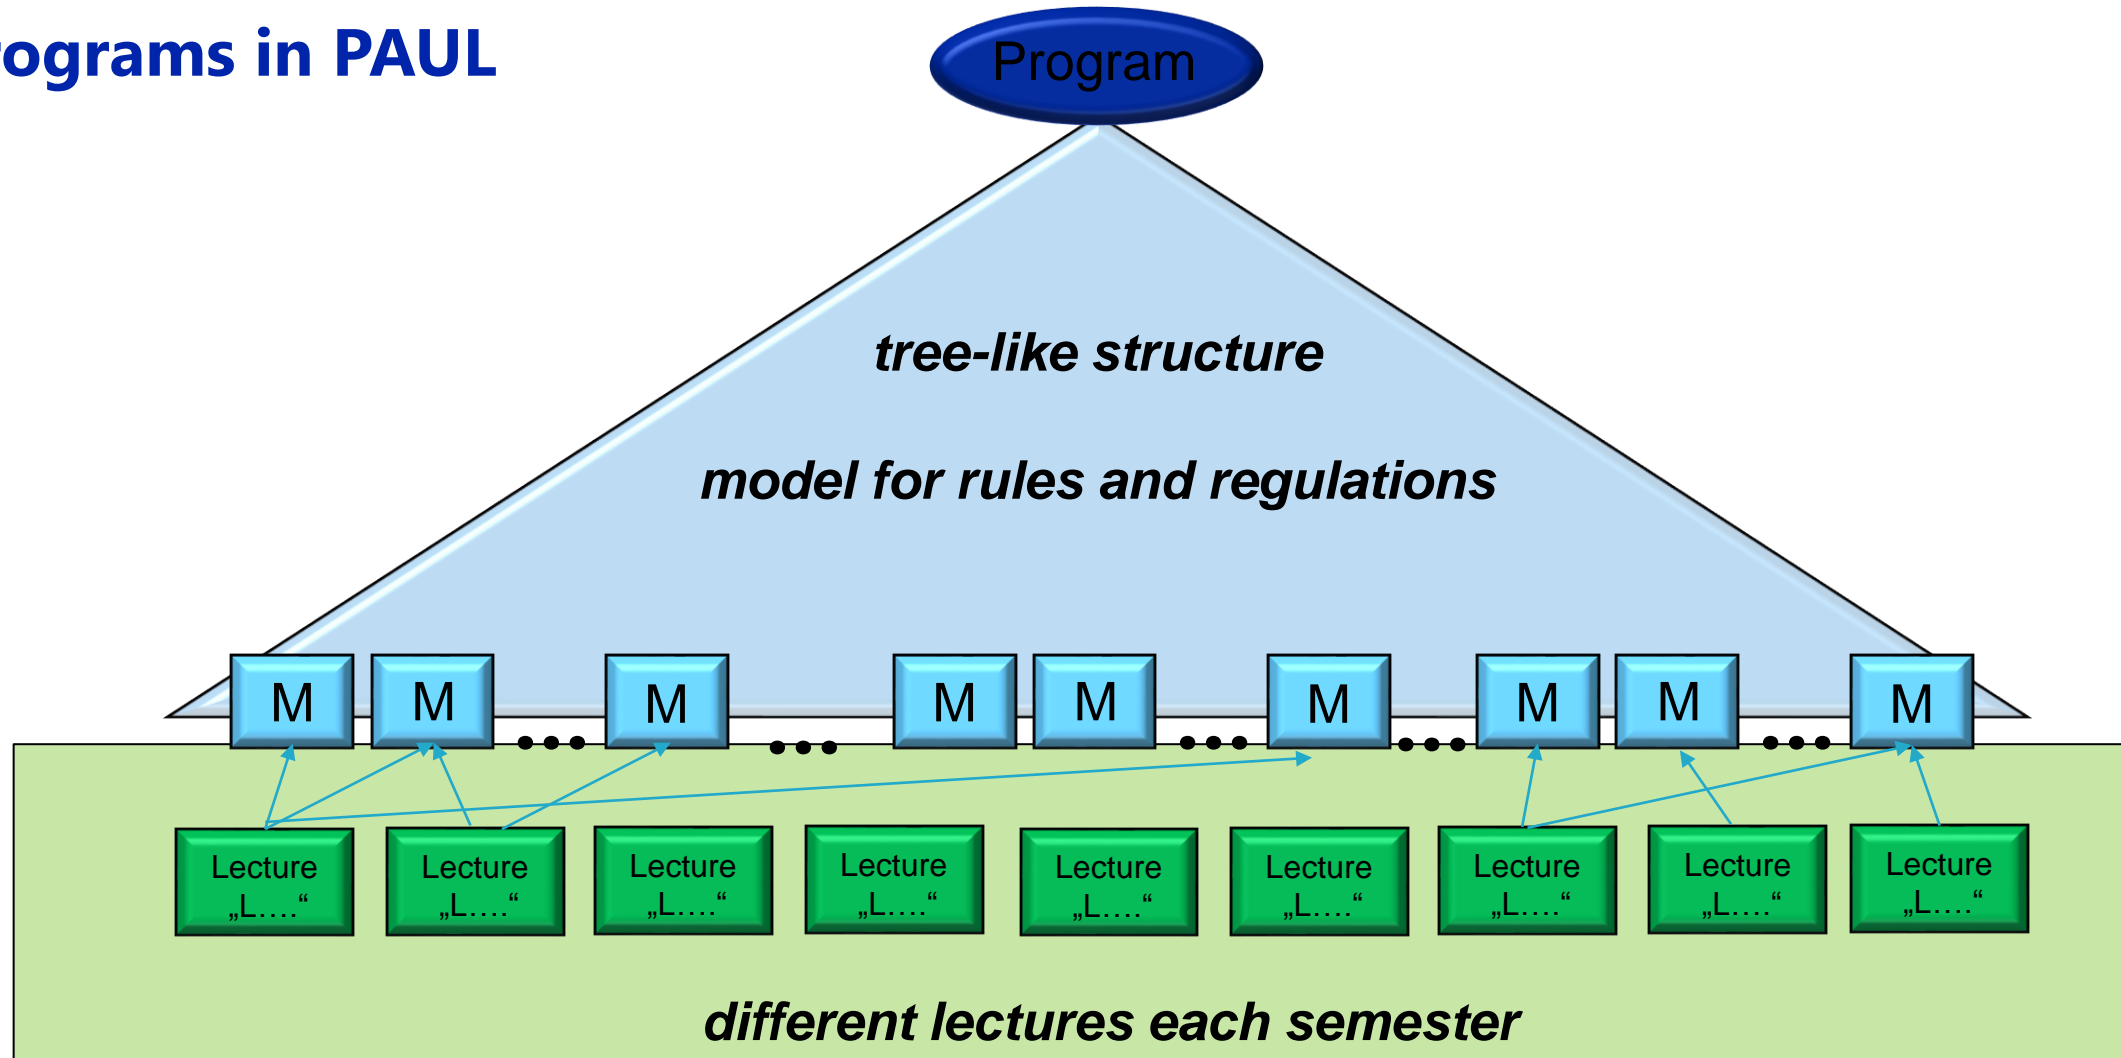 rograms in PAUL
Program
tree-like structure
model for rules and regulations
M M ... M ... M M ... M ... M M ... M
Lecture Lecture Lecture Lecture Lecture Lecture Lecture Lecture Lecture
„L….“ „L….“ „L….“ „L….“ „L….“ „L….“ „L….“ „L….“ „L….“
different lectures each semester